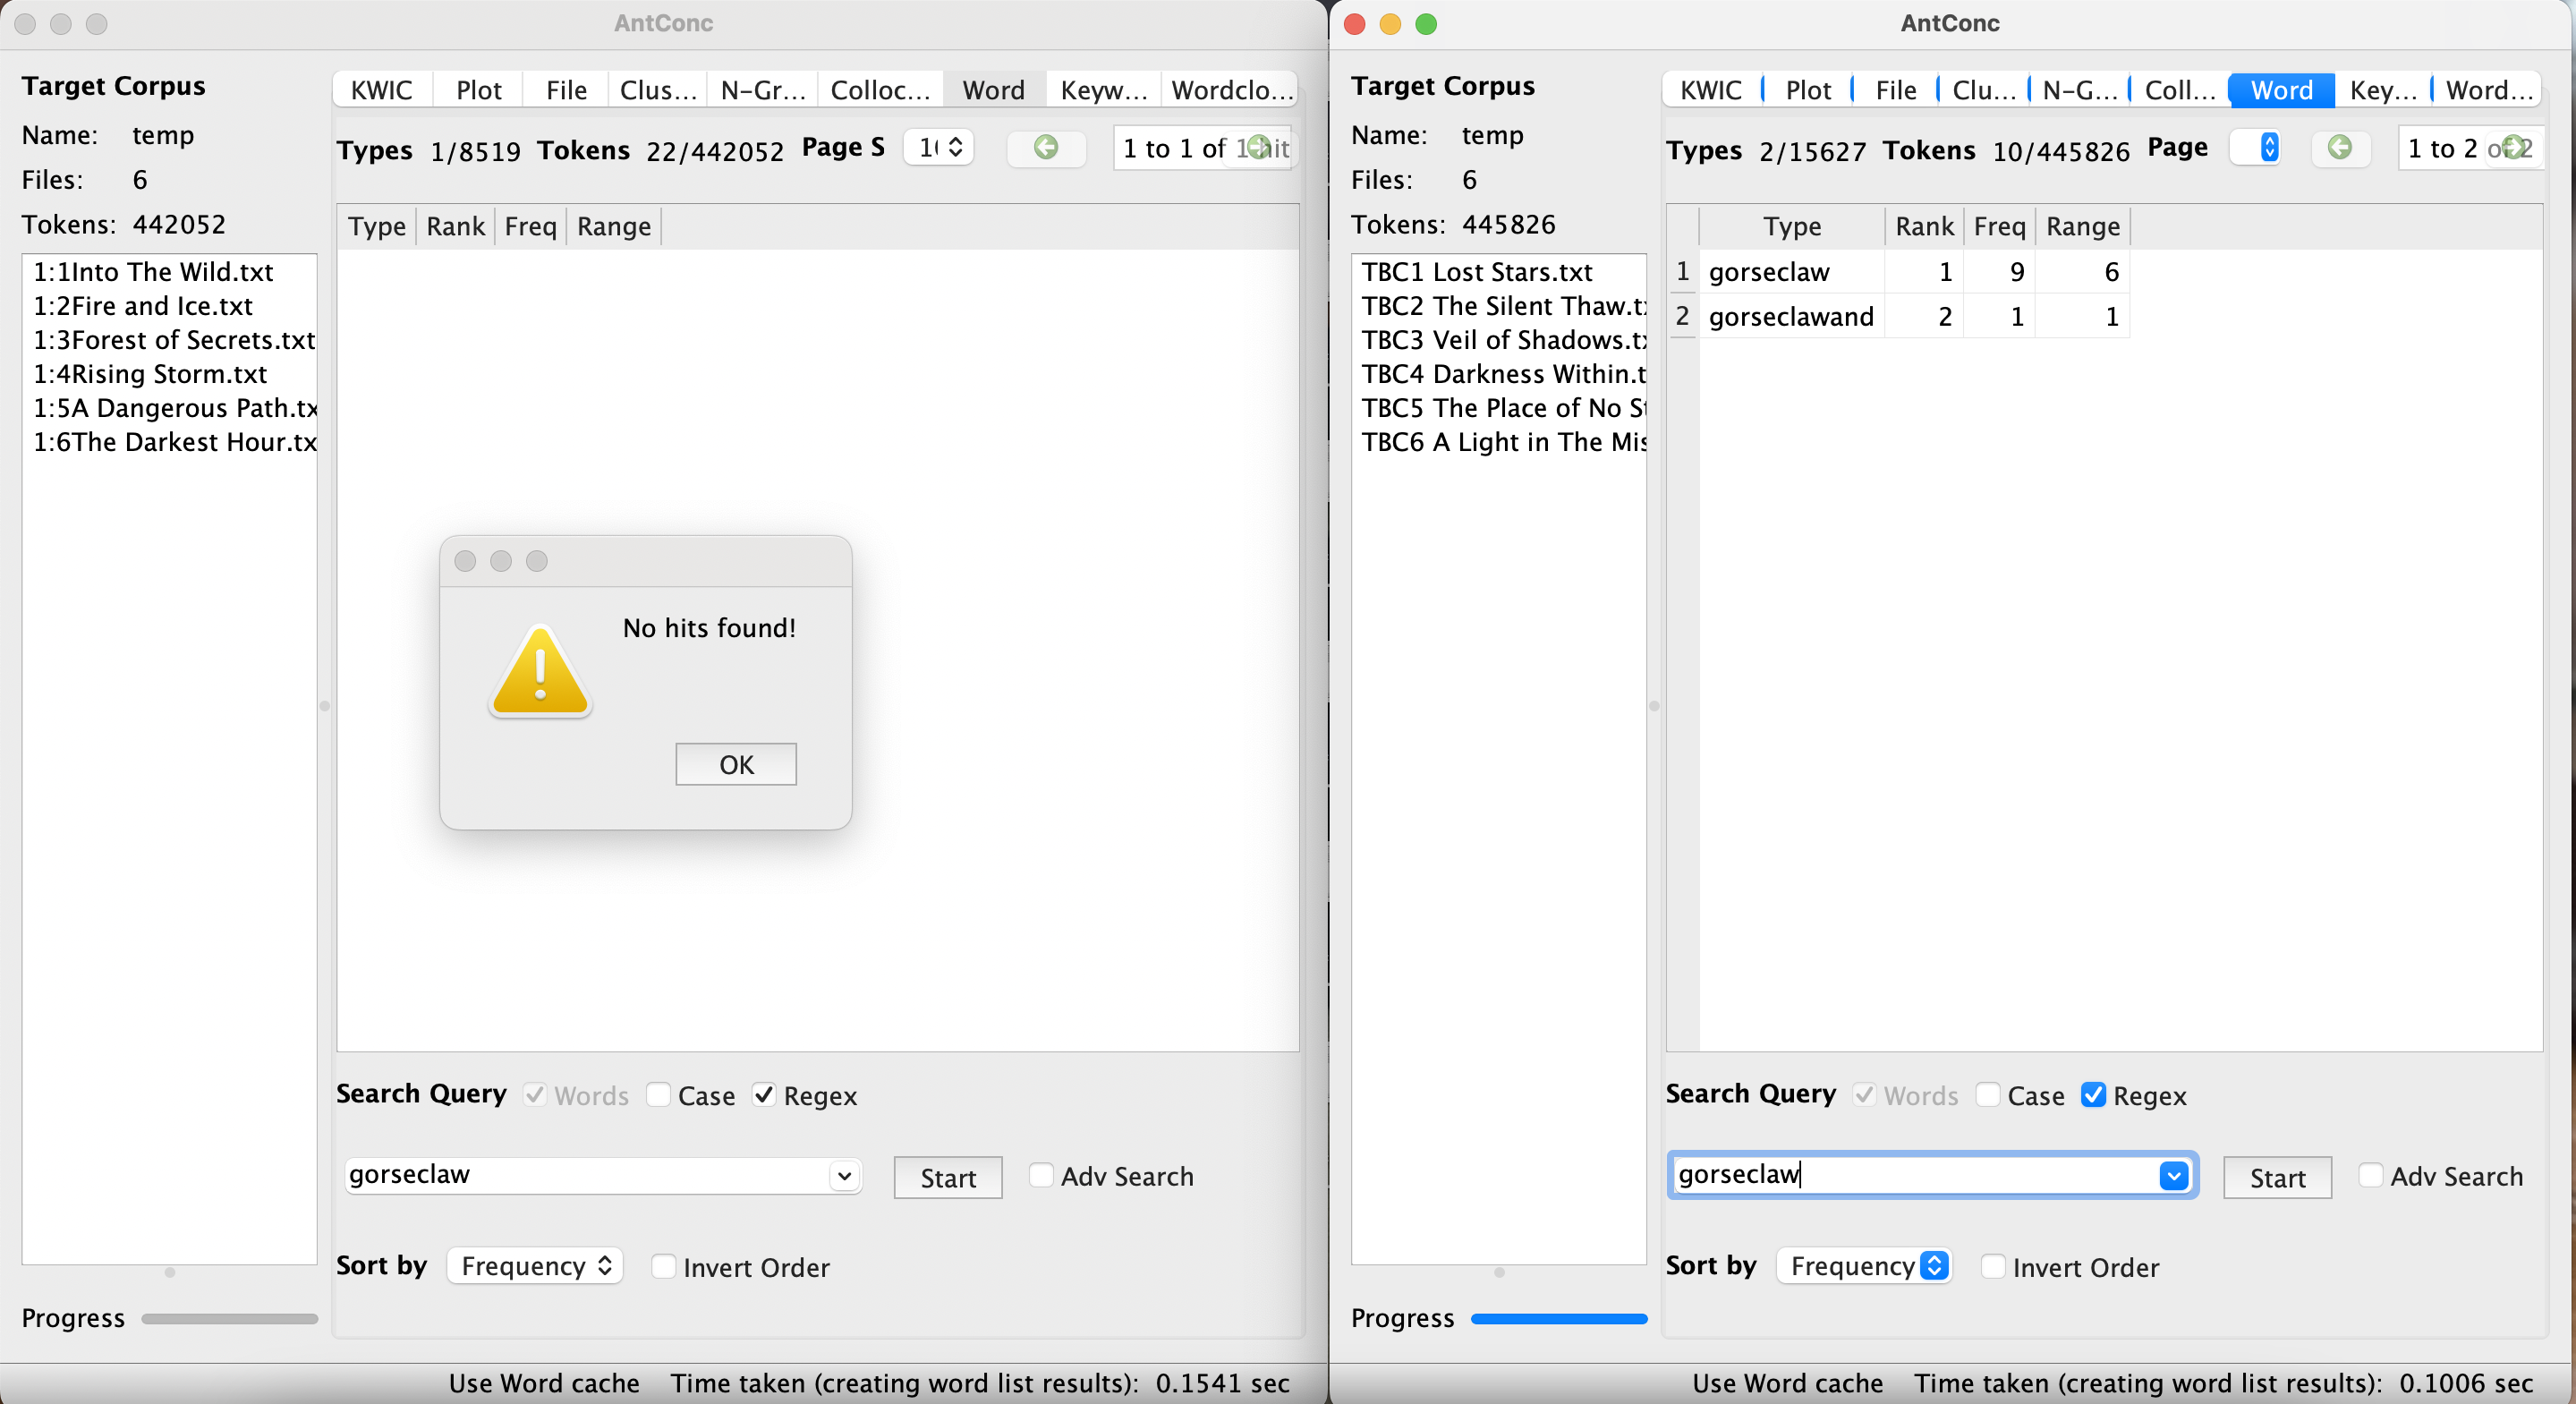 AntConc
Target Corpus
Name: temp
Files: 6
Tokens: 442052
1:1Into The Wild.txt
1:2Fire and Ice.txt
1:3Forest of Secrets.txt
1:4Rising Storm.txt
1:5A Dangerous Path.tx
1:6The Darkest Hour.tx
Progress
KWIC Plot File Clus... N-Gr... Colloc... Word Keyw... Wordclo...
Types 1/8519 Tokens 22/442052 Page S 1( 1 to 1 of 1 hit
Type Rank Freq Range
No hits found!
OK
Search Query Words Case Regex
gorseclaw Start Adv Search
Sort by Frequency Invert Order
Use Word cache Time taken (creating word list results): 0.1541 sec
AntConc
Target Corpus
Name: temp
Files: 6
Tokens: 445826
TBC1 Lost Stars.txt
TBC2 The Silent Thaw.t
TBC3 Veil of Shadows.t
TBC4 Darkness Within.t
TBC5 The Place of No S
TBC6 A Light in The Mis
Progress
KWIC Plot File Clu... N-G... Coll... Word Key... Word...
Types 2/15627 Tokens 10/445826 Page 1 to 2 of 2
Type Rank Freq Range
1 gorseclaw 1 9 6
2 gorseclawand 2 1 1
Search Query Words Case Regex
gorseclaw Start Adv Search
Sort by Frequency Invert Order
Use Word cache Time taken (creating word list results): 0.1006 sec